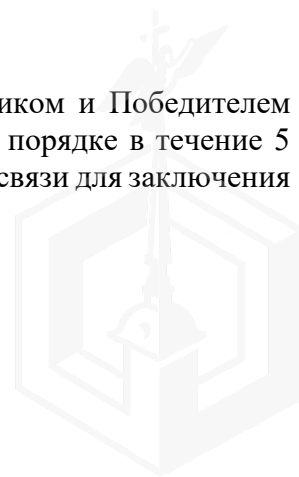 иком и Победителем
порядке в течение 5
связи для заключения